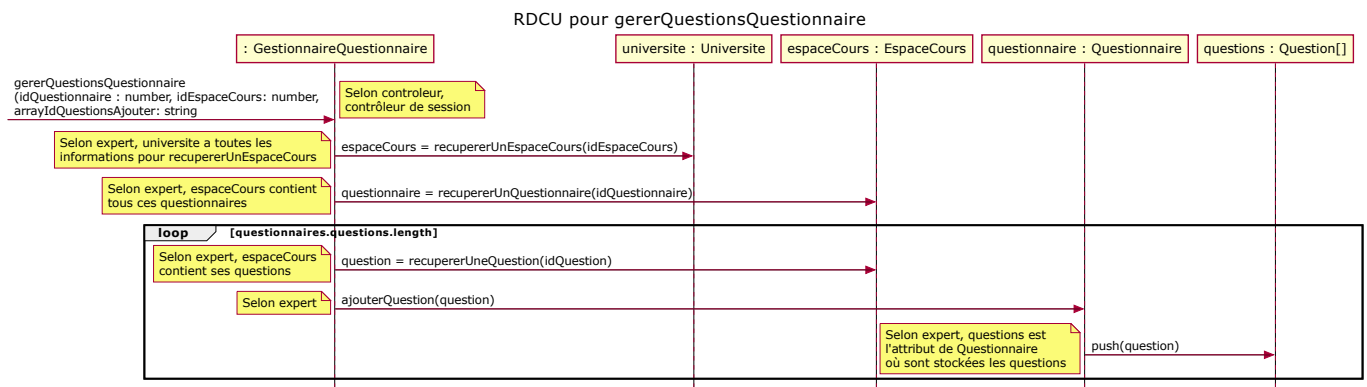 RDCU pour gererQuestionsQuestionnaire
: GestionnaireQuestionnaire
universite : Universite
espaceCours : EspaceCours
questionnaire : Questionnaire
questions : Question[]
gererQuestionsQuestionnaire
(idQuestionnaire : number, idEspaceCours: number,
arrayIdQuestionsAjouter: string
Selon controleur,
contrôleur de session
Selon expert, universite a toutes les
informations pour recupererUnEspaceCours
espaceCours = recupererUnEspaceCours(idEspaceCours)
Selon expert, espaceCours contient
tous ces questionnaires
questionnaire = recupererUnQuestionnaire(idQuestionnaire)
loop
[questionnaires.questions.length]
Selon expert, espaceCours
contient ses questions
question = recupererUneQuestion(idQuestion)
Selon expert
ajouterQuestion(question)
Selon expert, questions est
l'attribut de Questionnaire
où sont stockées les questions
push(question)